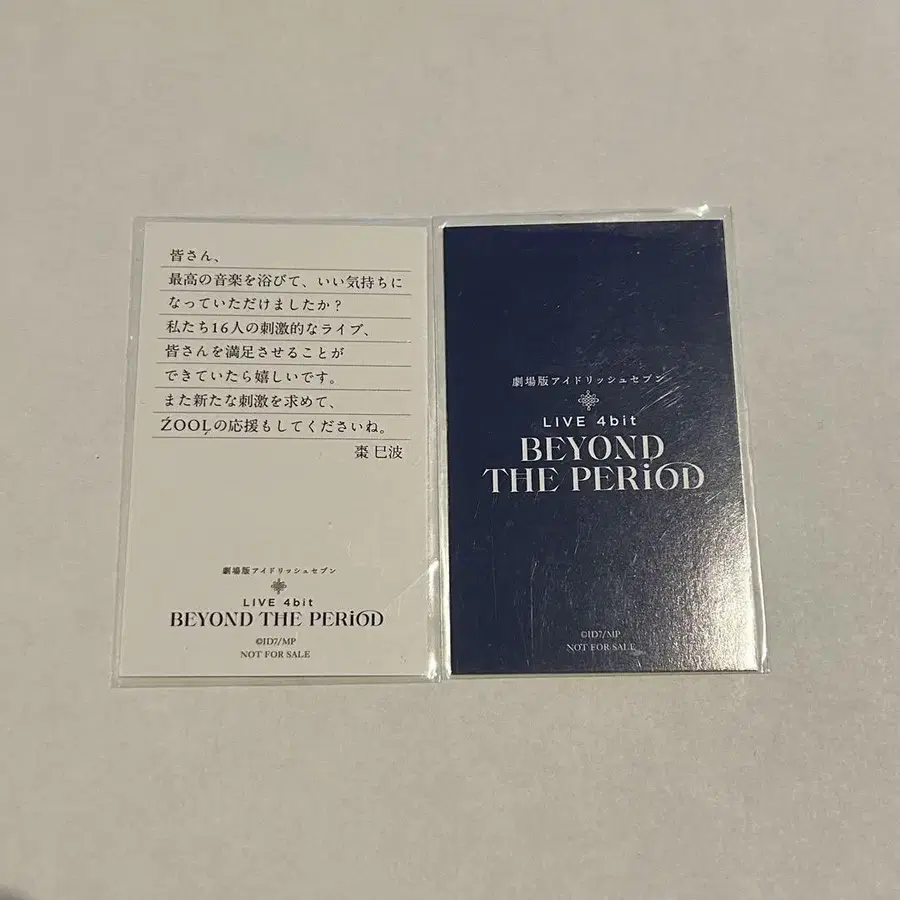 皆さん、
最高の音楽を浴びて、いい気持ちに
なっていただけましたか？
私たち16人の刺激的なライブ、
皆さんを満足させることが
できていたら嬉しいです。
また新たな刺激を求めて、
ŹOOĻの応援もしてくださいね。
棗 巳波
劇場版アイドリッシュセブン
LIVE 4bit
BEYOND THE PERiOD
©ID7/MP
NOT FOR SALE
劇場版アイドリッシュセブン
LIVE 4bit
BEYOND
THE PERiOD
©ID7/MP
NOT FOR SALE